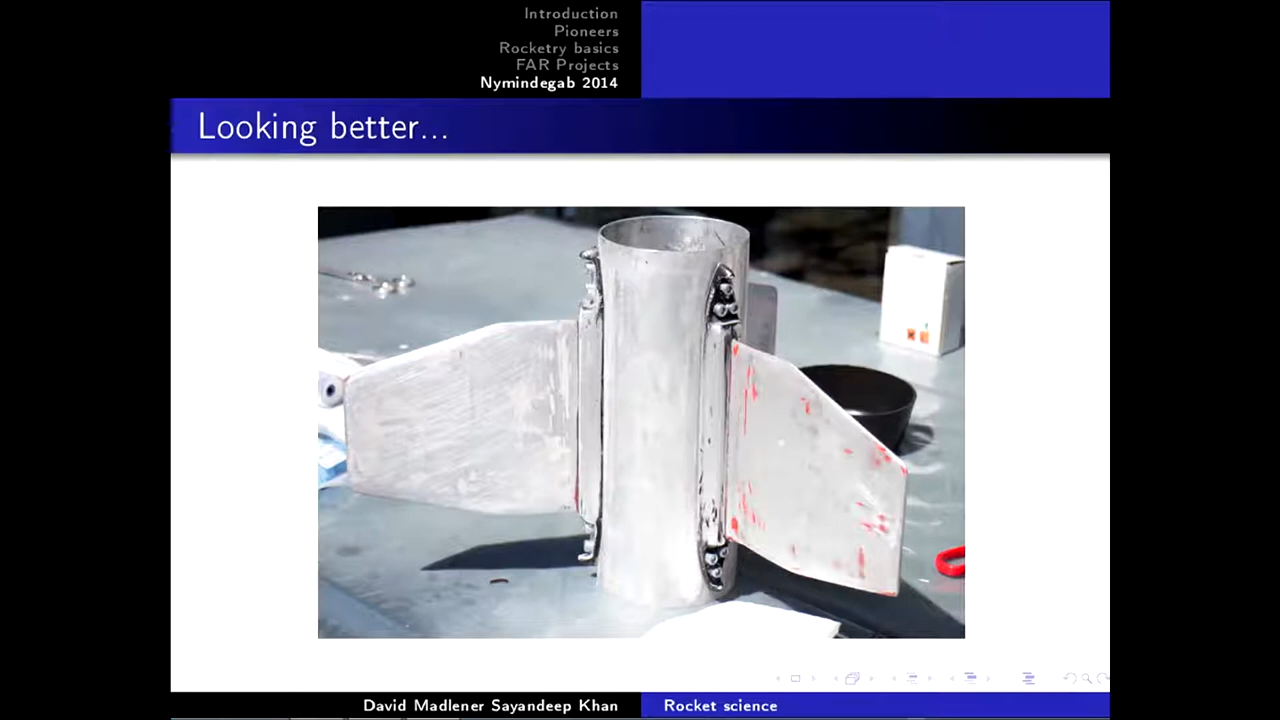 Introduction
Pioneers
Rocketry basics
FAR Projects
Nymindegab 2014
Looking better...
David Madlener Sayandeep Khan
Rocket science